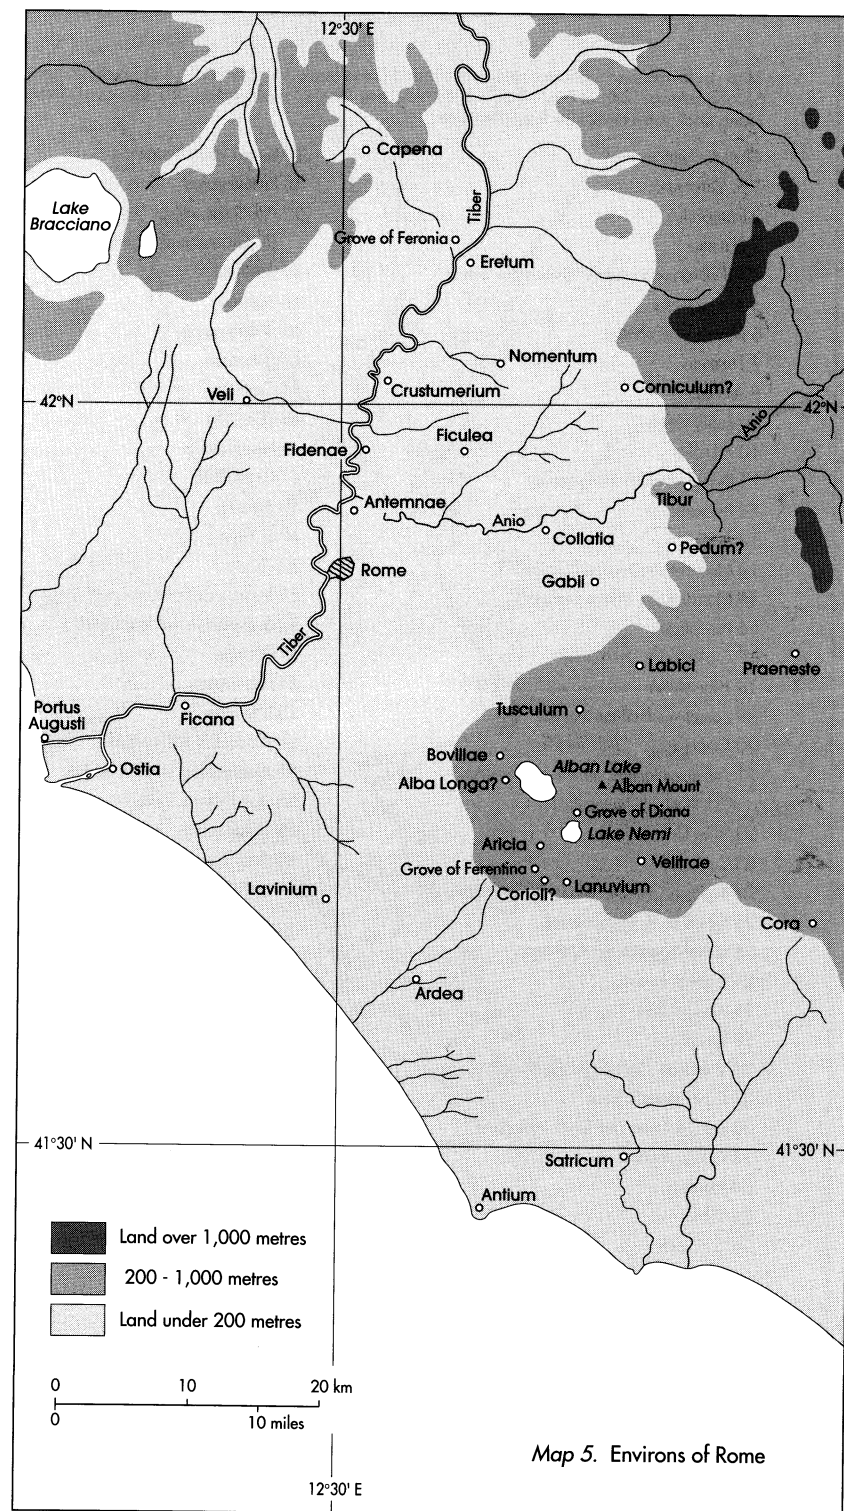 12°30' E
Capena
Lake
Bracciano
Tiber
Grove of Feronia
Eretum
Nomentum
Crustumerium
Corniculum?
Veii
42°N
42°N
Anio
Ficulea
Fidenae
Tibur
Antemnae
Anio
Collatia
Pedum?
Rome
Gabii
Tiber
Labici
Praeneste
Portus
Augusti
Ficana
Tusculum
Ostia
Bovillae
Alban Lake
Alba Longa?
Alban Mount
Grove of Diana
Lake Nemi
Aricia
Velitrae
Grove of Ferentina
Lanuvium
Corioli?
Lavinium
Cora
Ardea
41°30' N
41°30' N
Satricum
Antium
Land over 1,000 metres
200 - 1,000 metres
Land under 200 metres
0 10 20 km
0 10 miles
Map 5. Environs of Rome
12°30' E